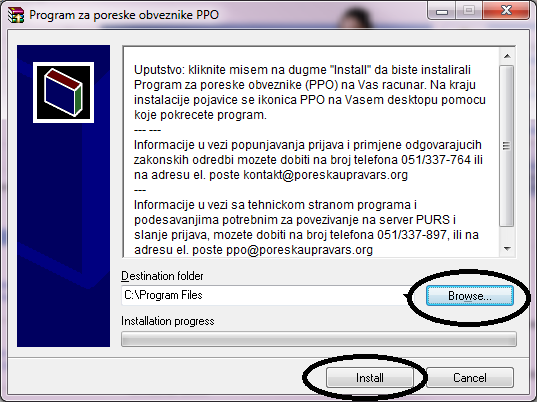 Program za poreske obveznike PPO
Uputstvo: kliknite misem na dugme "Install" da biste instalirali
Program za poreske obveznike (PPO) na Vas racunar. Na kraju
instalacije pojavice se ikonica PPO na Vasem desktopu pomocu
koje pokrecete program.
--- ---
Informacije u vezi popunjavanja prijava i primjene odgovarajucih
zakonskih odredbi mozete dobiti na broj telefona 051/337-764 ili
na adresu el. poste kontakt@poreskaupravars.org
---
Informacije u vezi sa tehnickom stranom programa i
podesavanjima potrebnim za povezivanje na server PURS i
slanje prijava, mozete dobiti na broj telefona 051/337-897, ili na
adresu el. poste ppo@poreskaupravars.org
Destination folder
C:\Program Files
Browse...
Installation progress
Install
Cancel